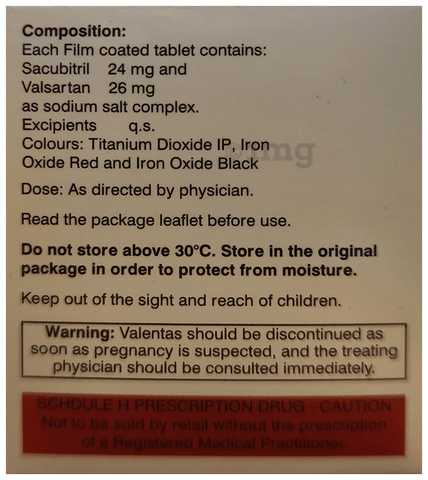 Composition:
Each Film coated tablet contains:
Sacubitril 24 mg and
Valsartan 26 mg
as sodium salt complex.
Excipients q.s.
Colours: Titanium Dioxide IP, Iron
Oxide Red and Iron Oxide Black
Dose: As directed by physician.
Read the package leaflet before use.
Do not store above 30°C. Store in the original
package in order to protect from moisture.
Keep out of the sight and reach of children.
Warning: Valentas should be discontinued as
soon as pregnancy is suspected, and the treating
physician should be consulted immediately.
SCHDULE H PRESCRIPTION DRUG - CAUTION
Not to be sold by retail without the prescription
of a Registered Medical Practitioner.